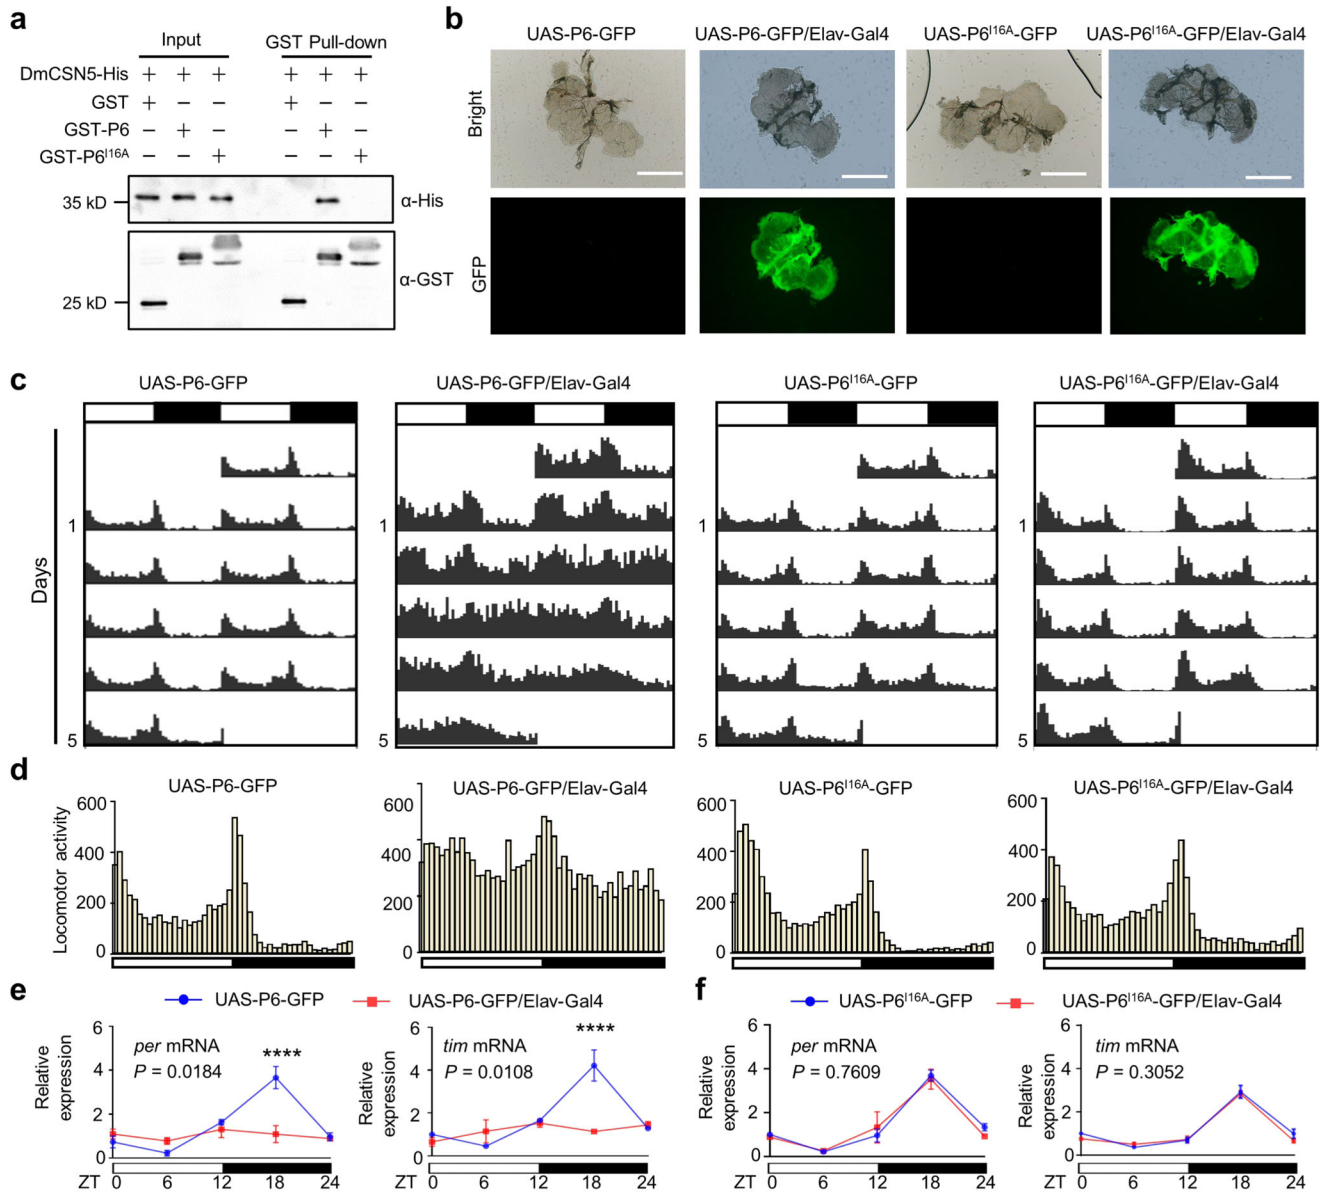 a
Input
GST Pull-down
DmCSN5-His + + + + + +
GST + − − + − −
GST-P6 − + − − + −
GST-P6I16A − − + − − +
35 kD
α-His
α-GST
25 kD
b
UAS-P6-GFP
UAS-P6-GFP/Elav-Gal4
UAS-P6I16A-GFP
UAS-P6I16A-GFP/Elav-Gal4
Bright
GFP
c
UAS-P6-GFP
UAS-P6-GFP/Elav-Gal4
UAS-P6I16A-GFP
UAS-P6I16A-GFP/Elav-Gal4
Days
1
1
1
1
5
5
5
5
d
UAS-P6-GFP
UAS-P6-GFP/Elav-Gal4
UAS-P6I16A-GFP
UAS-P6I16A-GFP/Elav-Gal4
Locomotor activity
600
400
200
0
600
400
200
0
600
400
200
0
600
400
200
0
e
UAS-P6-GFP
UAS-P6-GFP/Elav-Gal4
Relative expression
6
4
2
0
per mRNA
P = 0.0184
****
ZT 0 6 12 18 24
Relative expression
6
4
2
0
tim mRNA
P = 0.0108
****
0 6 12 18 24
f
UAS-P6I16A-GFP
UAS-P6I16A-GFP/Elav-Gal4
Relative expression
6
4
2
0
per mRNA
P = 0.7609
ZT 0 6 12 18 24
Relative expression
6
4
2
0
tim mRNA
P = 0.3052
ZT 0 6 12 18 24